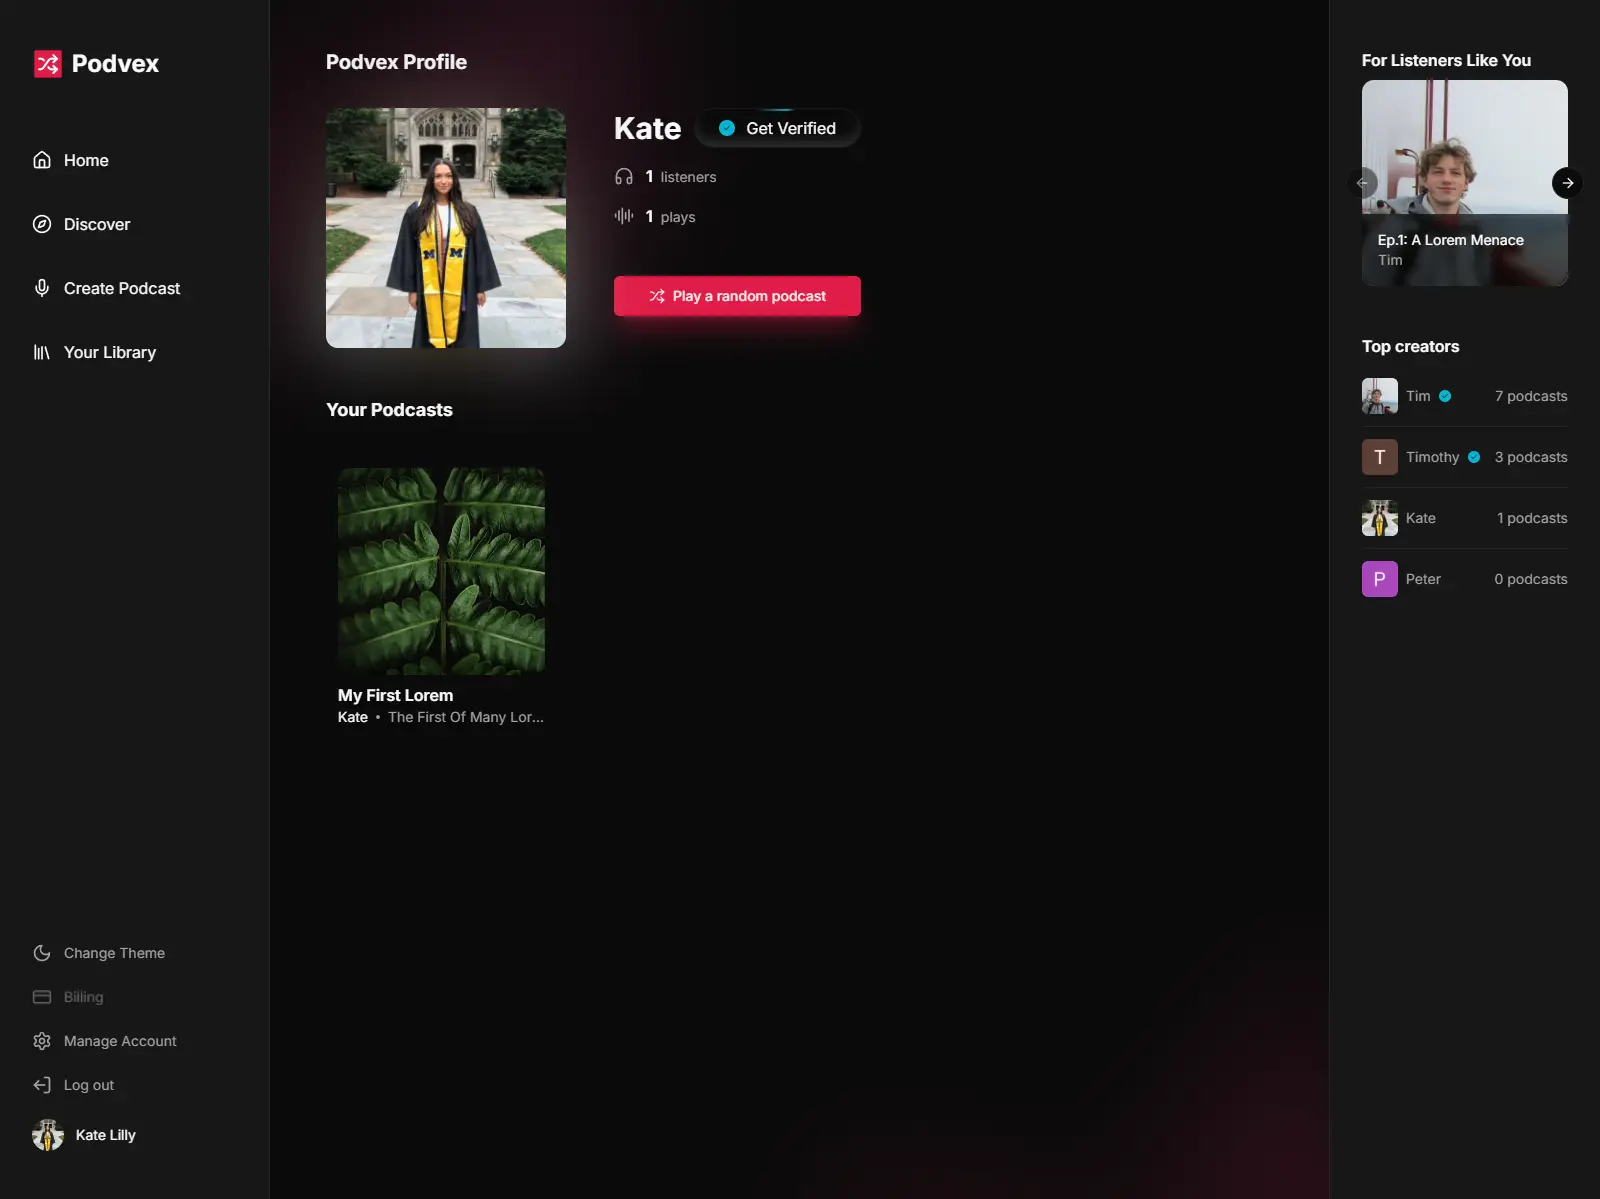 Podvex
Home
Discover
Create Podcast
Your Library
Change Theme
Billing
Manage Account
Log out
Kate Lilly
Podvex Profile
Kate
Get Verified
1 listeners
1 plays
Play a random podcast
Your Podcasts
My First Lorem
Kate • The First Of Many Lor...
For Listeners Like You
Ep.1: A Lorem Menace
Tim
Top creators
Tim 7 podcasts
T Timothy 3 podcasts
Kate 1 podcasts
P Peter 0 podcasts